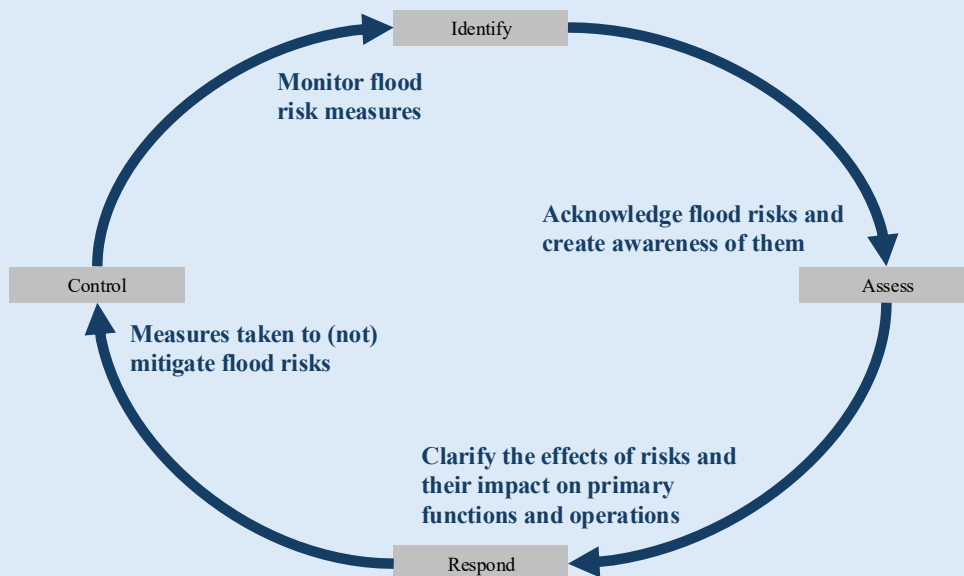 Identify
Monitor flood
risk measures
Acknowledge flood risks and
create awareness of them
Control
Assess
Measures taken to (not)
mitigate flood risks
Clarify the effects of risks and
their impact on primary
functions and operations
Respond